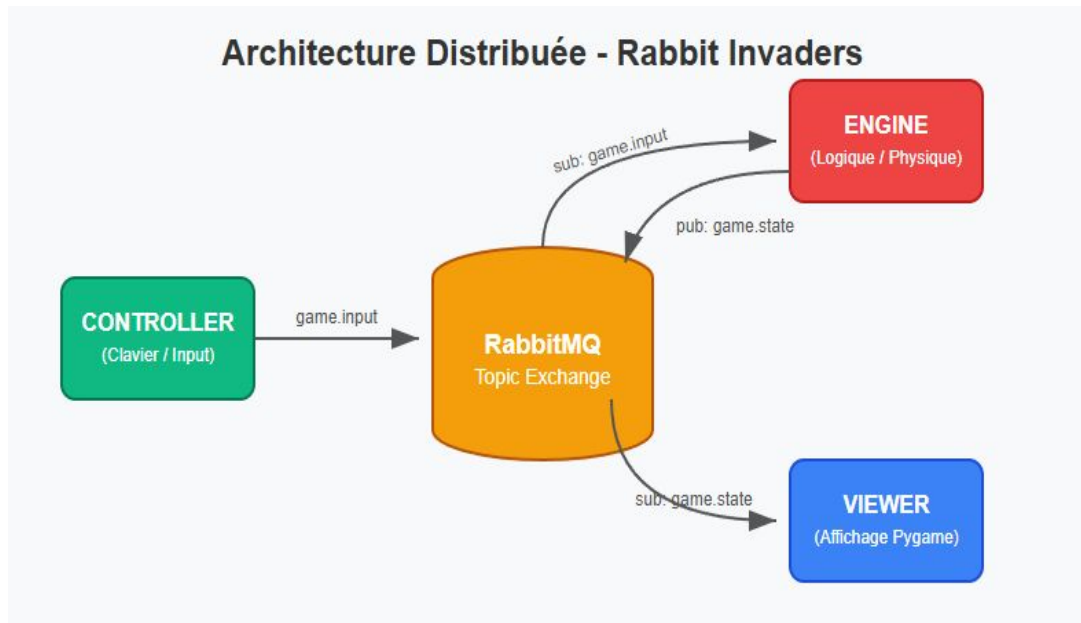 Architecture Distribuée - Rabbit Invaders
ENGINE
(Logique / Physique)
sub: game.input
pub: game.state
CONTROLLER
(Clavier / Input)
game.input
RabbitMQ
Topic Exchange
sub: game.state
VIEWER
(Affichage Pygame)